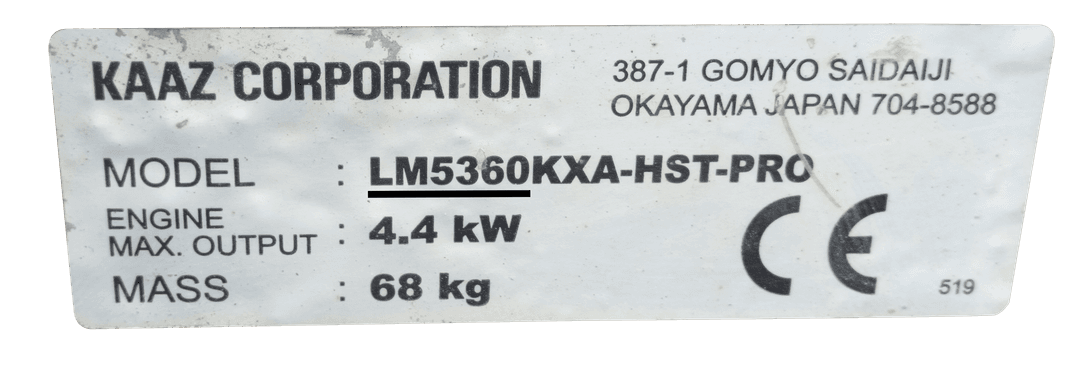 KAAZ CORPORATION
387-1 GOMYO SAIDAIJI
OKAYAMA JAPAN 704-8588
MODEL : LM5360KXA-HST-PRO
ENGINE
MAX. OUTPUT : 4.4 kW
MASS : 68 kg
CE
519